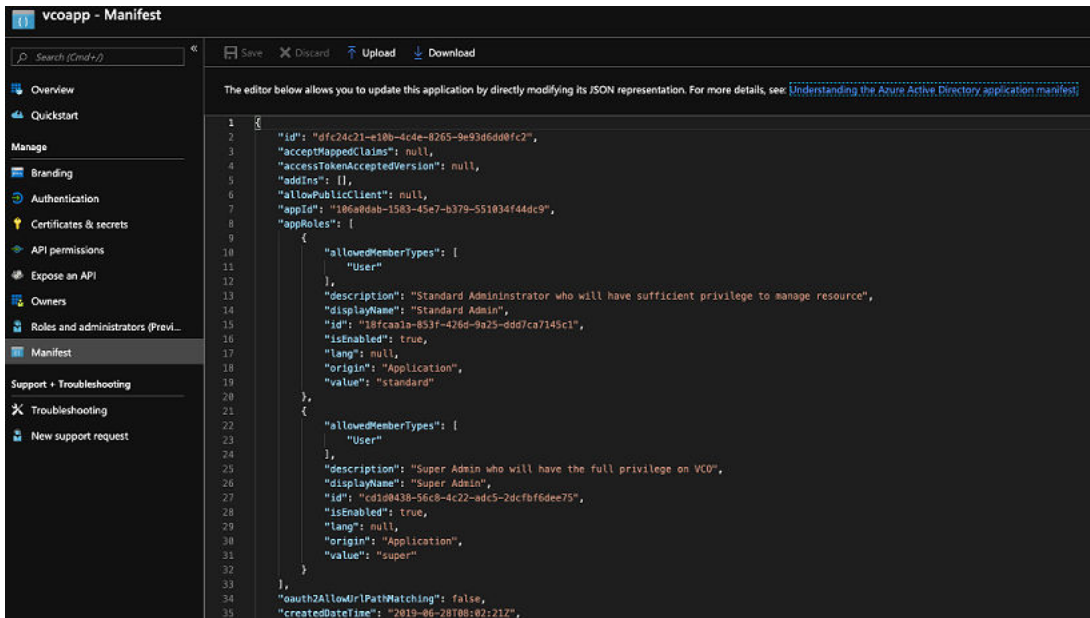 vcoapp - Manifest
Search (Cmd+/)
«
Save Discard Upload Download
Overview
The editor below allows you to update this application by directly modifying its JSON representation. For more details, see: Understanding the Azure Active Directory application manifest.
Quickstart
Manage
Branding
Authentication
Certificates & secrets
API permissions
Expose an API
Owners
Roles and administrators (Previ...
Manifest
Support + Troubleshooting
Troubleshooting
New support request
1 {
2 "id": "dfc24c21-e10b-4c4e-8265-9e93d6dd0fc2",
3 "acceptMappedClaims": null,
4 "accessTokenAcceptedVersion": null,
5 "addIns": [],
6 "allowPublicClient": null,
7 "appId": "106a0dab-1583-45e7-b379-551034f44dc9",
8 "appRoles": [
9 {
10 "allowedMemberTypes": [
11 "User"
12 ],
13 "description": "Standard Admininstrator who will have sufficient privilege to manage resource",
14 "displayName": "Standard Admin",
15 "id": "18fcaa1a-853f-426d-9a25-ddd7ca7145c1",
16 "isEnabled": true,
17 "lang": null,
18 "origin": "Application",
19 "value": "standard"
20 },
21 {
22 "allowedMemberTypes": [
23 "User"
24 ],
25 "description": "Super Admin who will have the full privilege on VCO",
26 "displayName": "Super Admin",
27 "id": "cd1d0438-56c8-4c22-adc5-2dcfbf6dee75",
28 "isEnabled": true,
29 "lang": null,
30 "origin": "Application",
31 "value": "super"
32 }
33 ],
34 "oauth2AllowUrlPathMatching": false,
35 "createdDateTime": "2019-06-28T08:02:21Z",